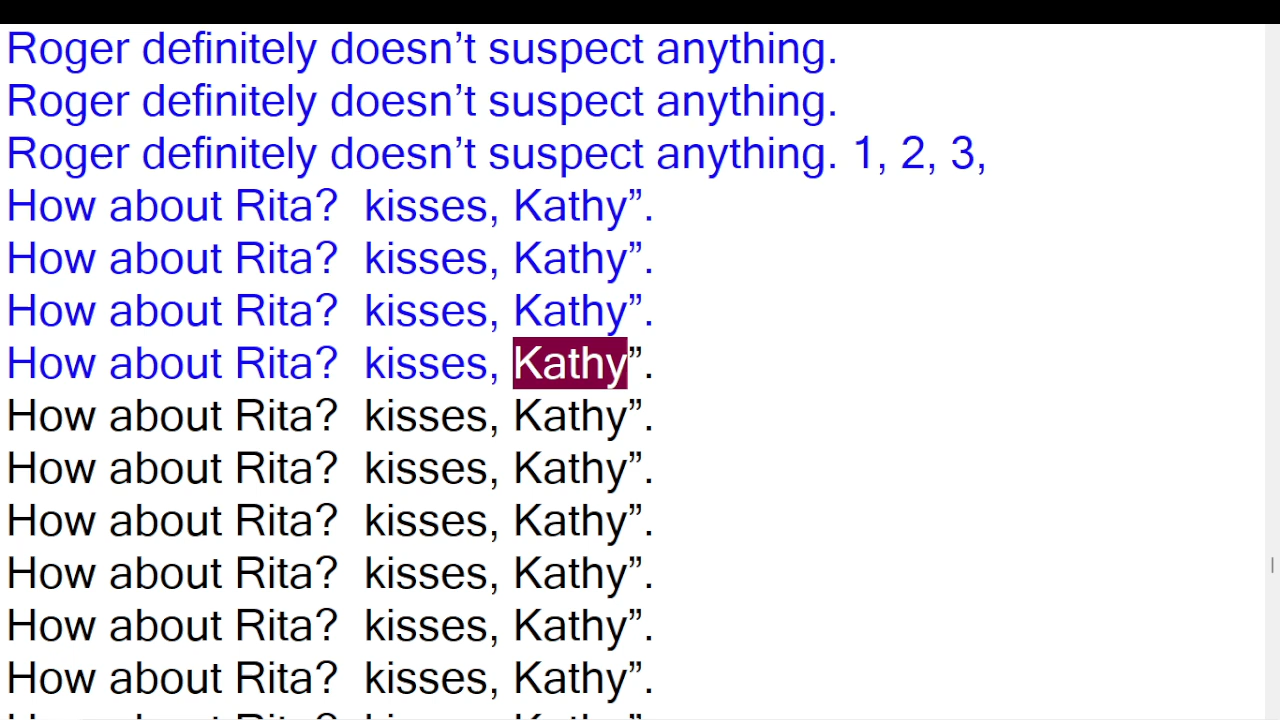 Roger definitely doesn’t suspect anything.
Roger definitely doesn’t suspect anything.
Roger definitely doesn’t suspect anything. 1, 2, 3,
How about Rita?  kisses, Kathy”.
How about Rita?  kisses, Kathy”.
How about Rita?  kisses, Kathy”.
How about Rita?  kisses, Kathy”.
How about Rita?  kisses, Kathy”.
How about Rita?  kisses, Kathy”.
How about Rita?  kisses, Kathy”.
How about Rita?  kisses, Kathy”.
How about Rita?  kisses, Kathy”.
How about Rita?  kisses, Kathy”.